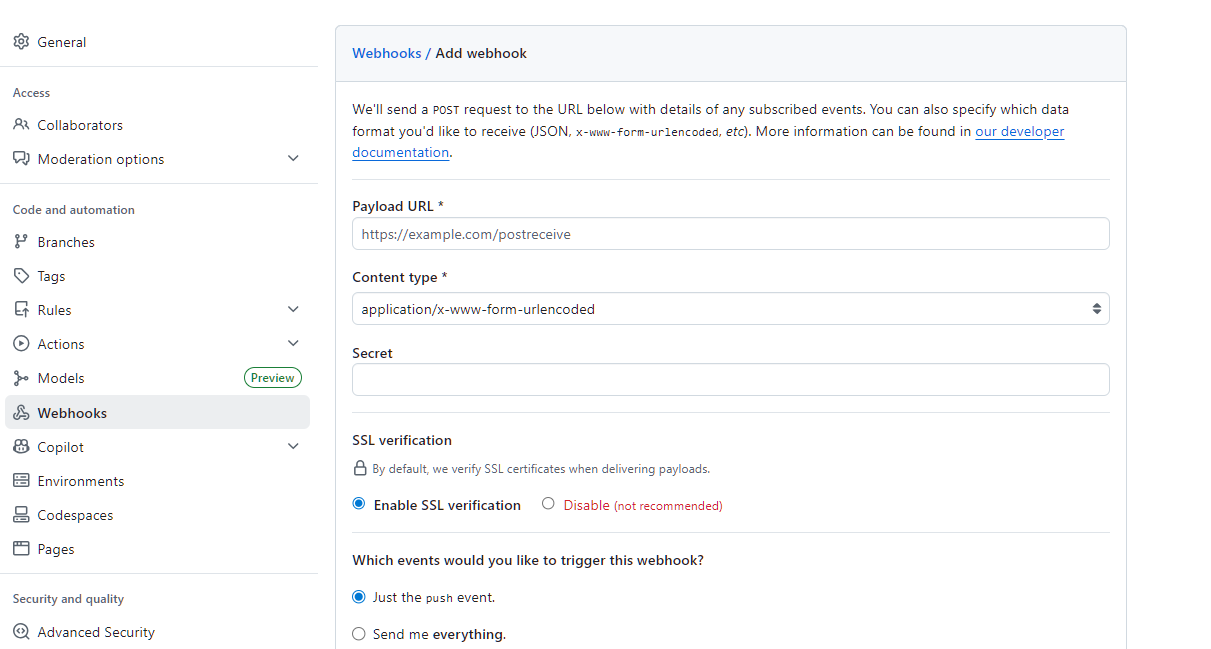 General
Access
Collaborators
Moderation options
Code and automation
Branches
Tags
Rules
Actions
Models
Preview
Webhooks
Copilot
Environments
Codespaces
Pages
Security and quality
Advanced Security
Webhooks / Add webhook
We'll send a POST request to the URL below with details of any subscribed events. You can also specify which data
format you'd like to receive (JSON, x-www-form-urlencoded, etc). More information can be found in our developer
documentation.
Payload URL *
https://example.com/postreceive
Content type *
application/x-www-form-urlencoded
Secret
SSL verification
By default, we verify SSL certificates when delivering payloads.
Enable SSL verification Disable (not recommended)
Which events would you like to trigger this webhook?
Just the push event.
Send me everything.